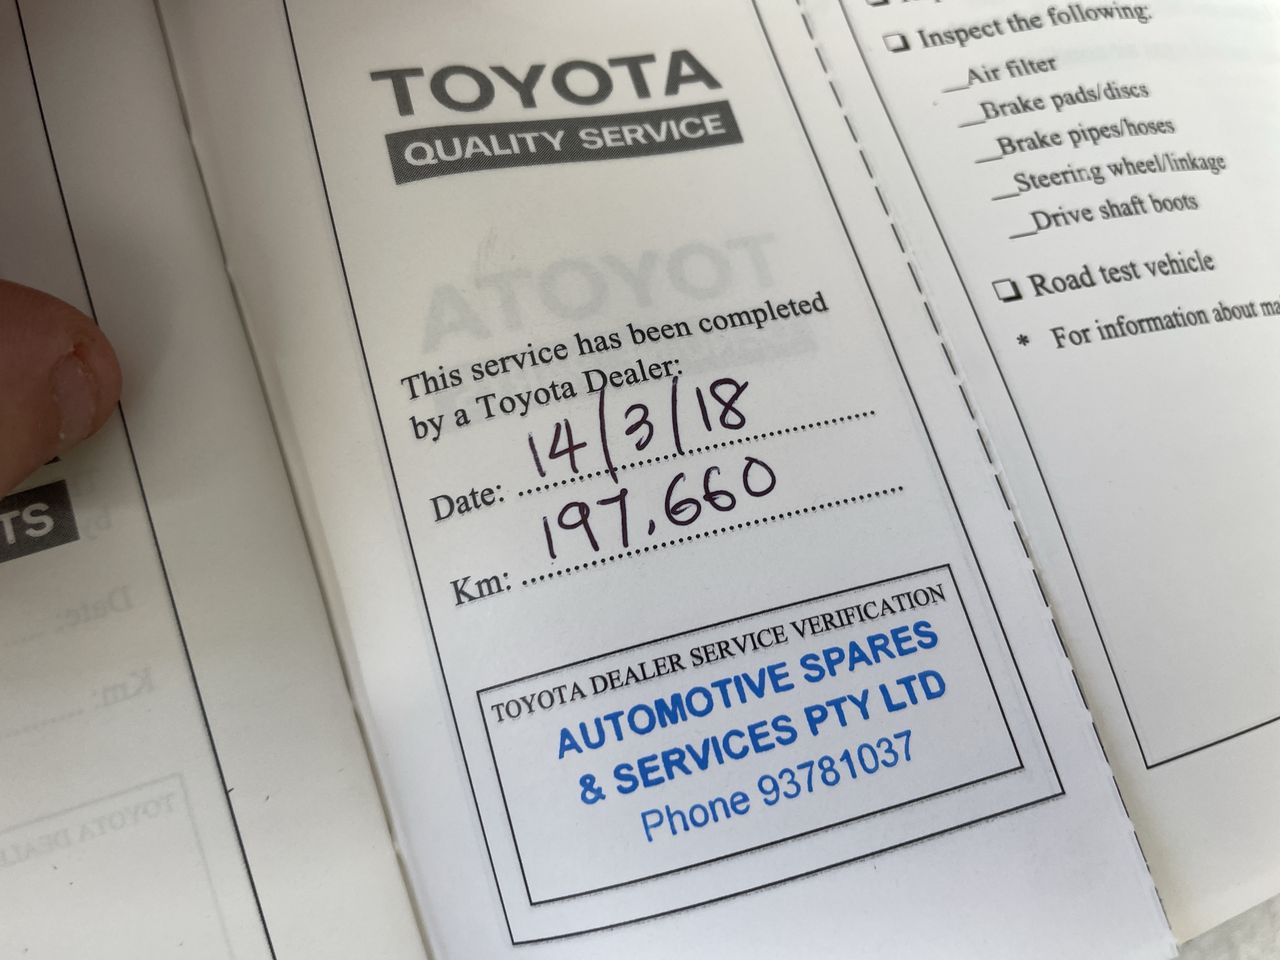 TOYOTA
QUALITY SERVICE
This service has been completed
by a Toyota Dealer:
Date: 14/3/18
Km: 197,660
TOYOTA DEALER SERVICE VERIFICATION
AUTOMOTIVE SPARES
& SERVICES PTY LTD
Phone 93781037
Inspect the following:
Air filter
Brake pads/discs
Brake pipes/hoses
Steering wheel/linkage
Drive shaft boots
Road test vehicle
* For information about
TS